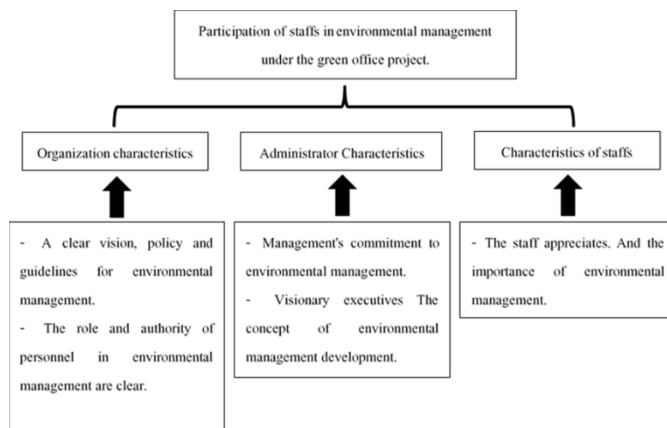 Participation of staffs in environmental management
under the green office project.
Organization characteristics
Administrator Characteristics
Characteristics of staffs
- A clear vision, policy and
guidelines for environmental
management.
- The role and authority of
personnel in environmental
management are clear.
- Management's commitment to
environmental management.
- Visionary executives The
concept of environmental
management development.
- The staff appreciates. And the
importance of environmental
management.